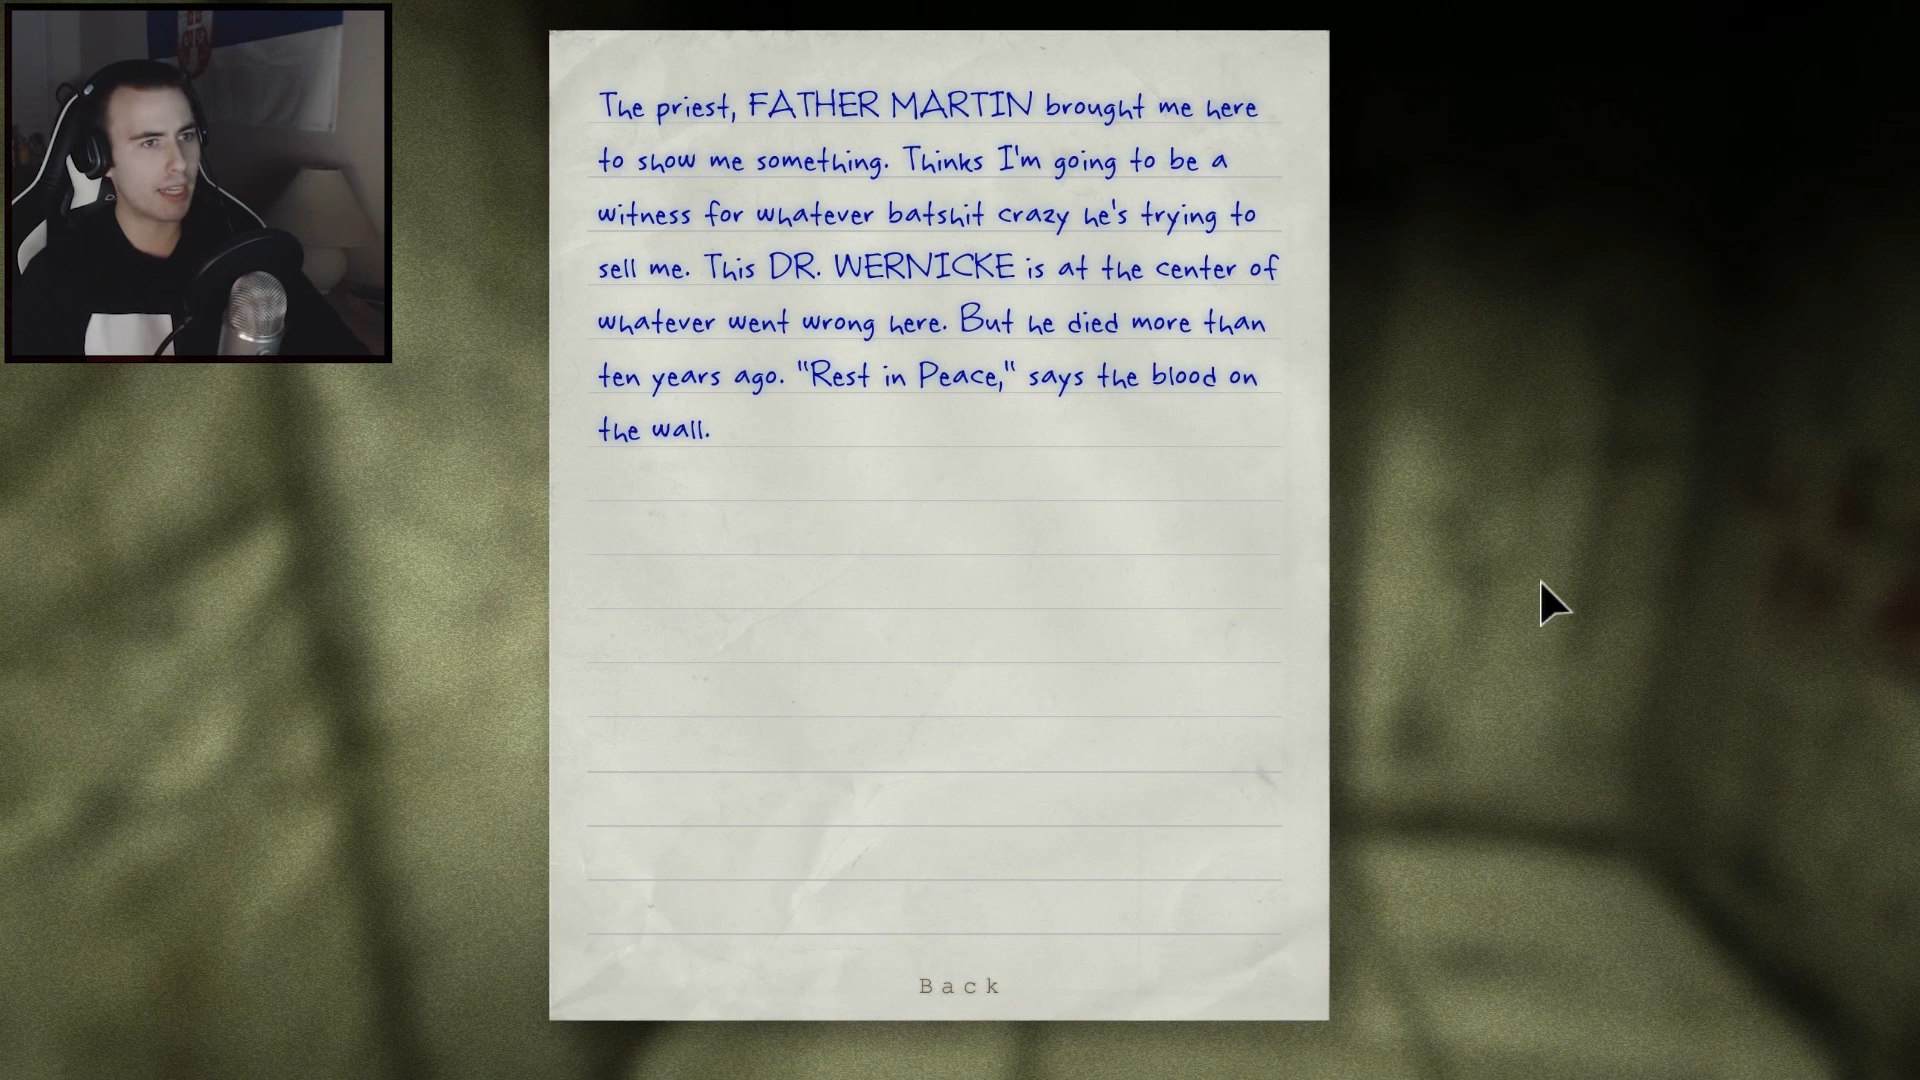 The priest, FATHER MARTIN brought me here
to show me something. Thinks I'm going to be a
witness for whatever batshit crazy he's trying to
sell me. This DR. WERNICKE is at the center of
whatever went wrong here. But he died more than
ten years ago. "Rest in Peace," says the blood on
the wall.
Back